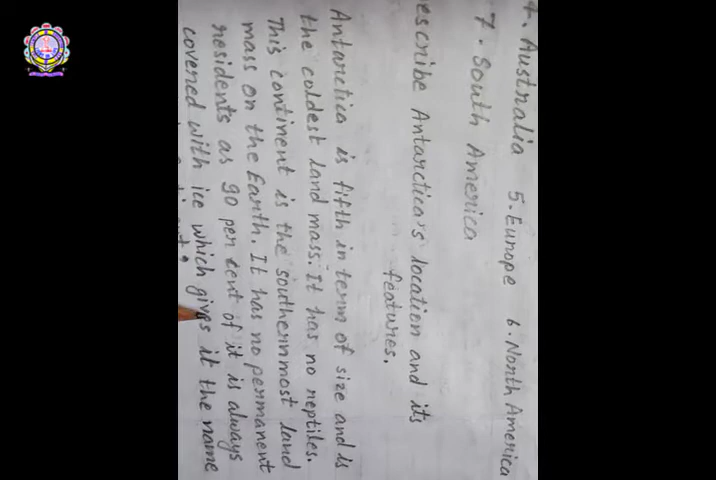 4. Australia 5. Europe 6. North America
7. South America
escribe Antarctica's location and its
features.
Antarctica is fifth in term of size and is
the coldest land mass. It has no reptiles.
This continent is the southernmost land
mass on the Earth. It has no permanent
residents as 90 per cent of it is always
covered with ice which gives it the name